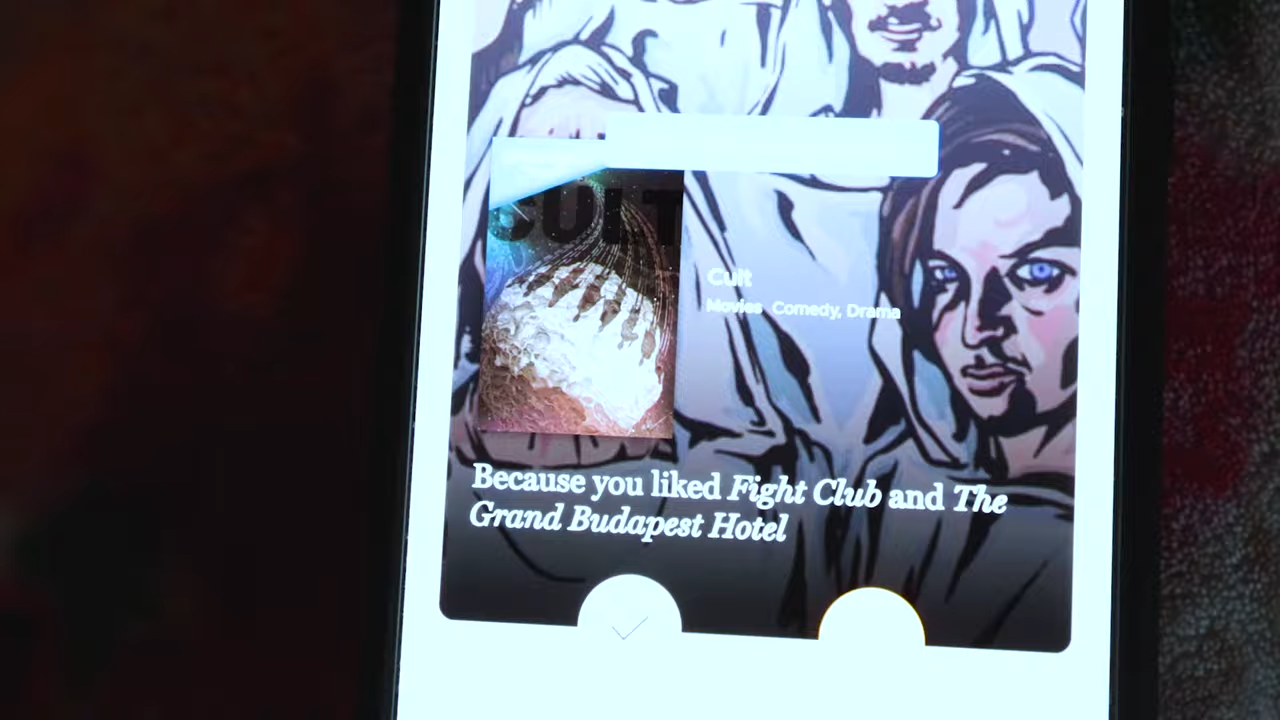 CULT
Cult
Movies Comedy, Drama
Because you liked Fight Club and The
Grand Budapest Hotel